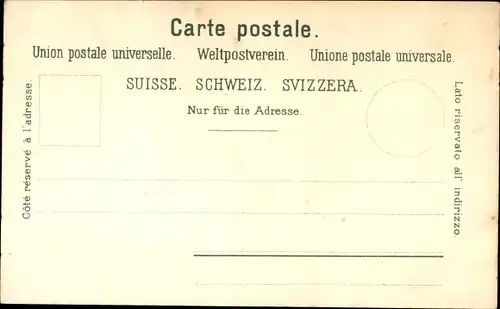 Carte postale.
Union postale universelle. Weltpostverein. Unione postale universale.
SUISSE. SCHWEIZ. SVIZZERA.
Nur für die Adresse.
Côté réservé à l'adresse.
Lato riservato all' indirizzo.